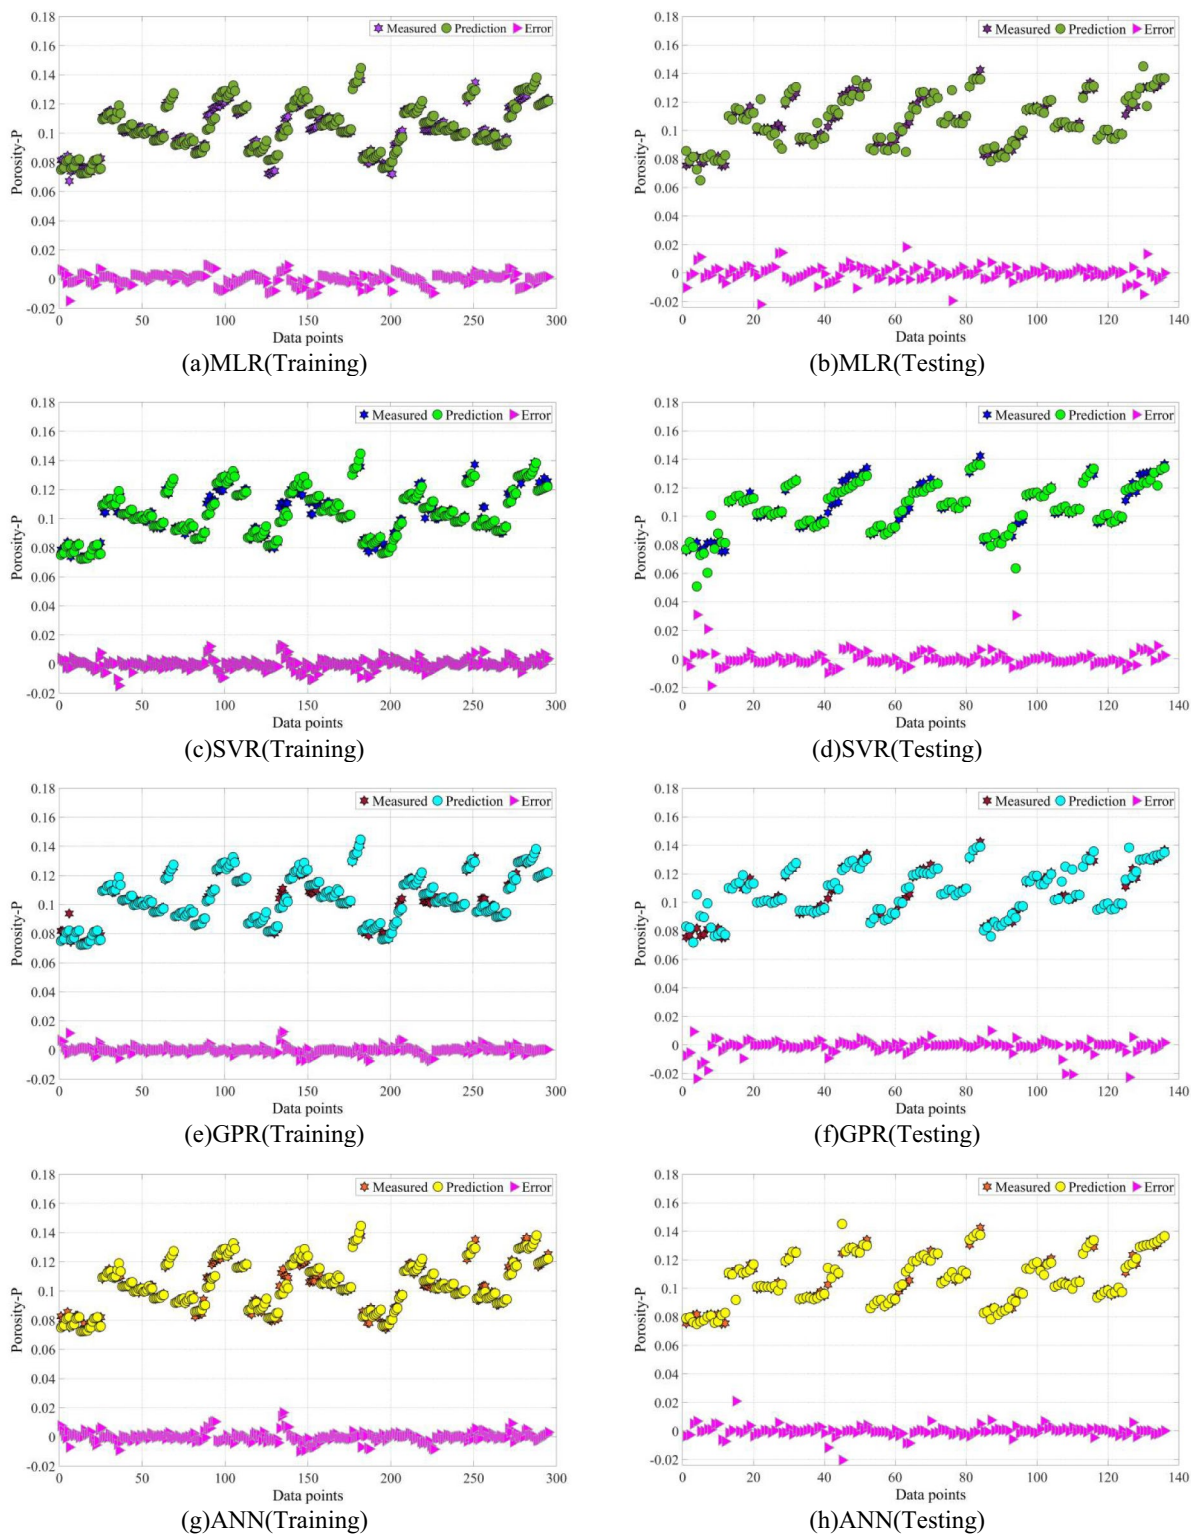 0.18
0.16
0.14
0.12
0.1
0.08
0.06
0.04
0.02
0
-0.02
Porosity-P
Measured Prediction Error
0 50 100 150 200 250 300
Data points
(a)MLR(Training)
0.18
0.16
0.14
0.12
0.1
0.08
0.06
0.04
0.02
0
-0.02
Porosity-P
Measured Prediction Error
0 20 40 60 80 100 120 140
Data points
(b)MLR(Testing)
0.18
0.16
0.14
0.12
0.1
0.08
0.06
0.04
0.02
0
-0.02
Porosity-P
Measured Prediction Error
0 50 100 150 200 250 300
Data points
(c)SVR(Training)
0.18
0.16
0.14
0.12
0.1
0.08
0.06
0.04
0.02
0
-0.02
Porosity-P
Measured Prediction Error
0 20 40 60 80 100 120 140
Data points
(d)SVR(Testing)
0.18
0.16
0.14
0.12
0.1
0.08
0.06
0.04
0.02
0
-0.02
Porosity-P
Measured Prediction Error
0 50 100 150 200 250 300
Data points
(e)GPR(Training)
0.18
0.16
0.14
0.12
0.1
0.08
0.06
0.04
0.02
0
-0.02
Porosity-P
Measured Prediction Error
0 20 40 60 80 100 120 140
Data points
(f)GPR(Testing)
0.18
0.16
0.14
0.12
0.1
0.08
0.06
0.04
0.02
0
-0.02
Porosity-P
Measured Prediction Error
0 50 100 150 200 250 300
Data points
(g)ANN(Training)
0.18
0.16
0.14
0.12
0.1
0.08
0.06
0.04
0.02
0
-0.02
Porosity-P
Measured Prediction Error
0 20 40 60 80 100 120 140
Data points
(h)ANN(Testing)